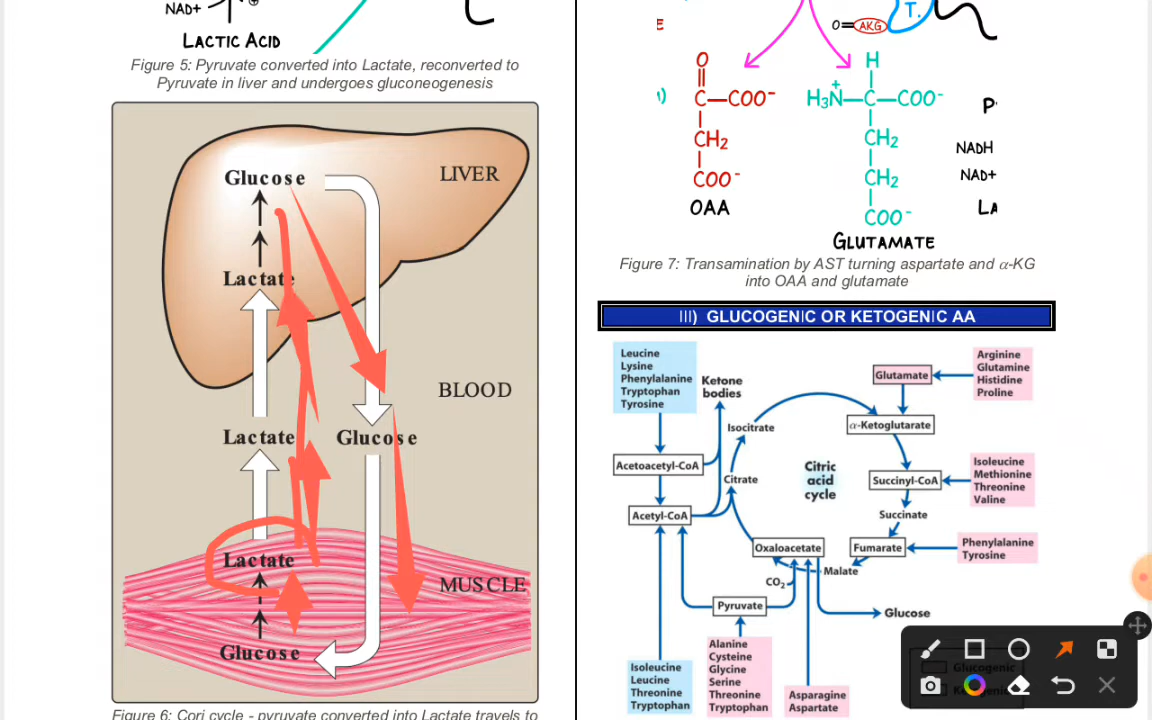 NAD+
LACTIC ACID
Figure 5: Pyruvate converted into Lactate, reconverted to
Pyruvate in liver and undergoes gluconeogenesis
LIVER
Glucose
Lactate
BLOOD
Lactate
Glucose
Lactate
MUSCLE
Glucose
Figure 6: Cori cycle - pyruvate converted into Lactate travels to
E
T.
O=AKG
O
H
C—COO⁻
H₃N⁺—C—COO⁻
P
CH₂
CH₂
NADH
COO⁻
CH₂
NAD+
OAA
COO⁻
LA
GLUTAMATE
Figure 7: Transamination by AST turning aspartate and α-KG
into OAA and glutamate
III) GLUCOGENIC OR KETOGENIC AA
Leucine
Lysine
Phenylalanine
Tryptophan
Tyrosine
Ketone
bodies
Glutamate
Arginine
Glutamine
Histidine
Proline
Isocitrate
α-Ketoglutarate
Acetoacetyl-CoA
Citrate
Citric
acid
cycle
Succinyl-CoA
Isoleucine
Methionine
Threonine
Valine
Acetyl-CoA
Succinate
Oxaloacetate
Fumarate
Phenylalanine
Tyrosine
Malate
CO₂
Pyruvate
Glucose
Isoleucine
Leucine
Threonine
Tryptophan
Alanine
Cysteine
Glycine
Serine
Threonine
Tryptophan
Asparagine
Aspartate
Glucogenic